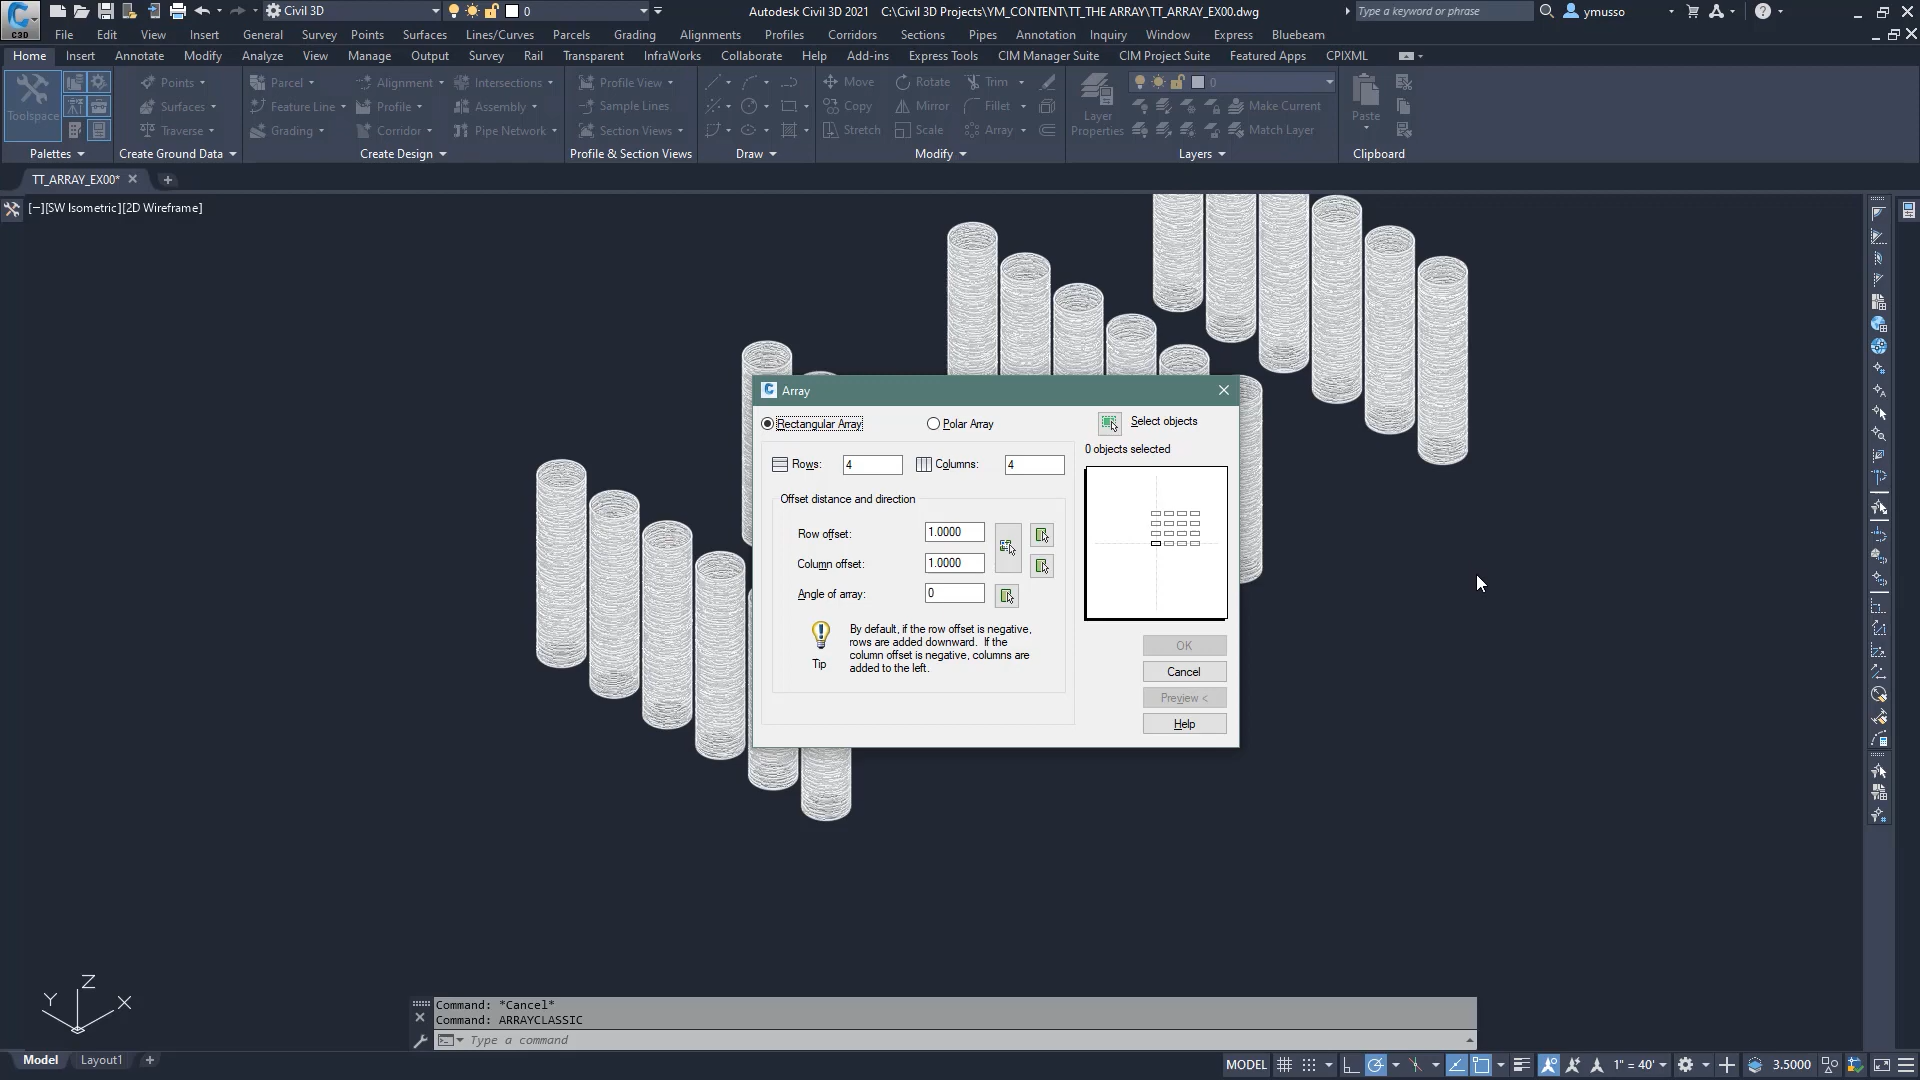 C3D
Civil 3D
0
Autodesk Civil 3D 2021 C:\Civil 3D Projects\YM_CONTENT\TT_THE ARRAY\TT_ARRAY_EX00.dwg
Type a keyword or phrase
ymusso
File Edit View Insert General Survey Points Surfaces Lines/Curves Parcels Grading Alignments Profiles Corridors Sections Pipes Annotation Inquiry Window Express Bluebeam
Home Insert Annotate Modify Analyze View Manage Output Survey Rail Transparent InfraWorks Collaborate Help Add-ins Express Tools CIM Manager Suite CIM Project Suite Featured Apps CPIXML
Toolspace
Points
Surfaces
Traverse
Parcel
Feature Line
Grading
Alignment
Profile
Corridor
Intersections
Assembly
Pipe Network
Profile View
Sample Lines
Section Views
Move
Copy
Stretch
Rotate
Mirror
Scale
Trim
Fillet
Array
Layer
Properties
0
Make Current
Match Layer
Paste
Palettes Create Ground Data Create Design Profile & Section Views Draw Modify Layers Clipboard
TT_ARRAY_EX00*
[−][SW Isometric][2D Wireframe]
Array
Rectangular Array Polar Array Select objects
0 objects selected
Rows: 4 Columns: 4
Offset distance and direction
Row offset: 1.0000
Column offset: 1.0000
Angle of array: 0
Tip
By default, if the row offset is negative,
rows are added downward. If the
column offset is negative, columns are
added to the left.
OK
Cancel
Preview <
Help
Z
Y
X
Command: *Cancel*
Command: ARRAYCLASSIC
Type a command
Model Layout1
MODEL 1" = 40' 3.5000